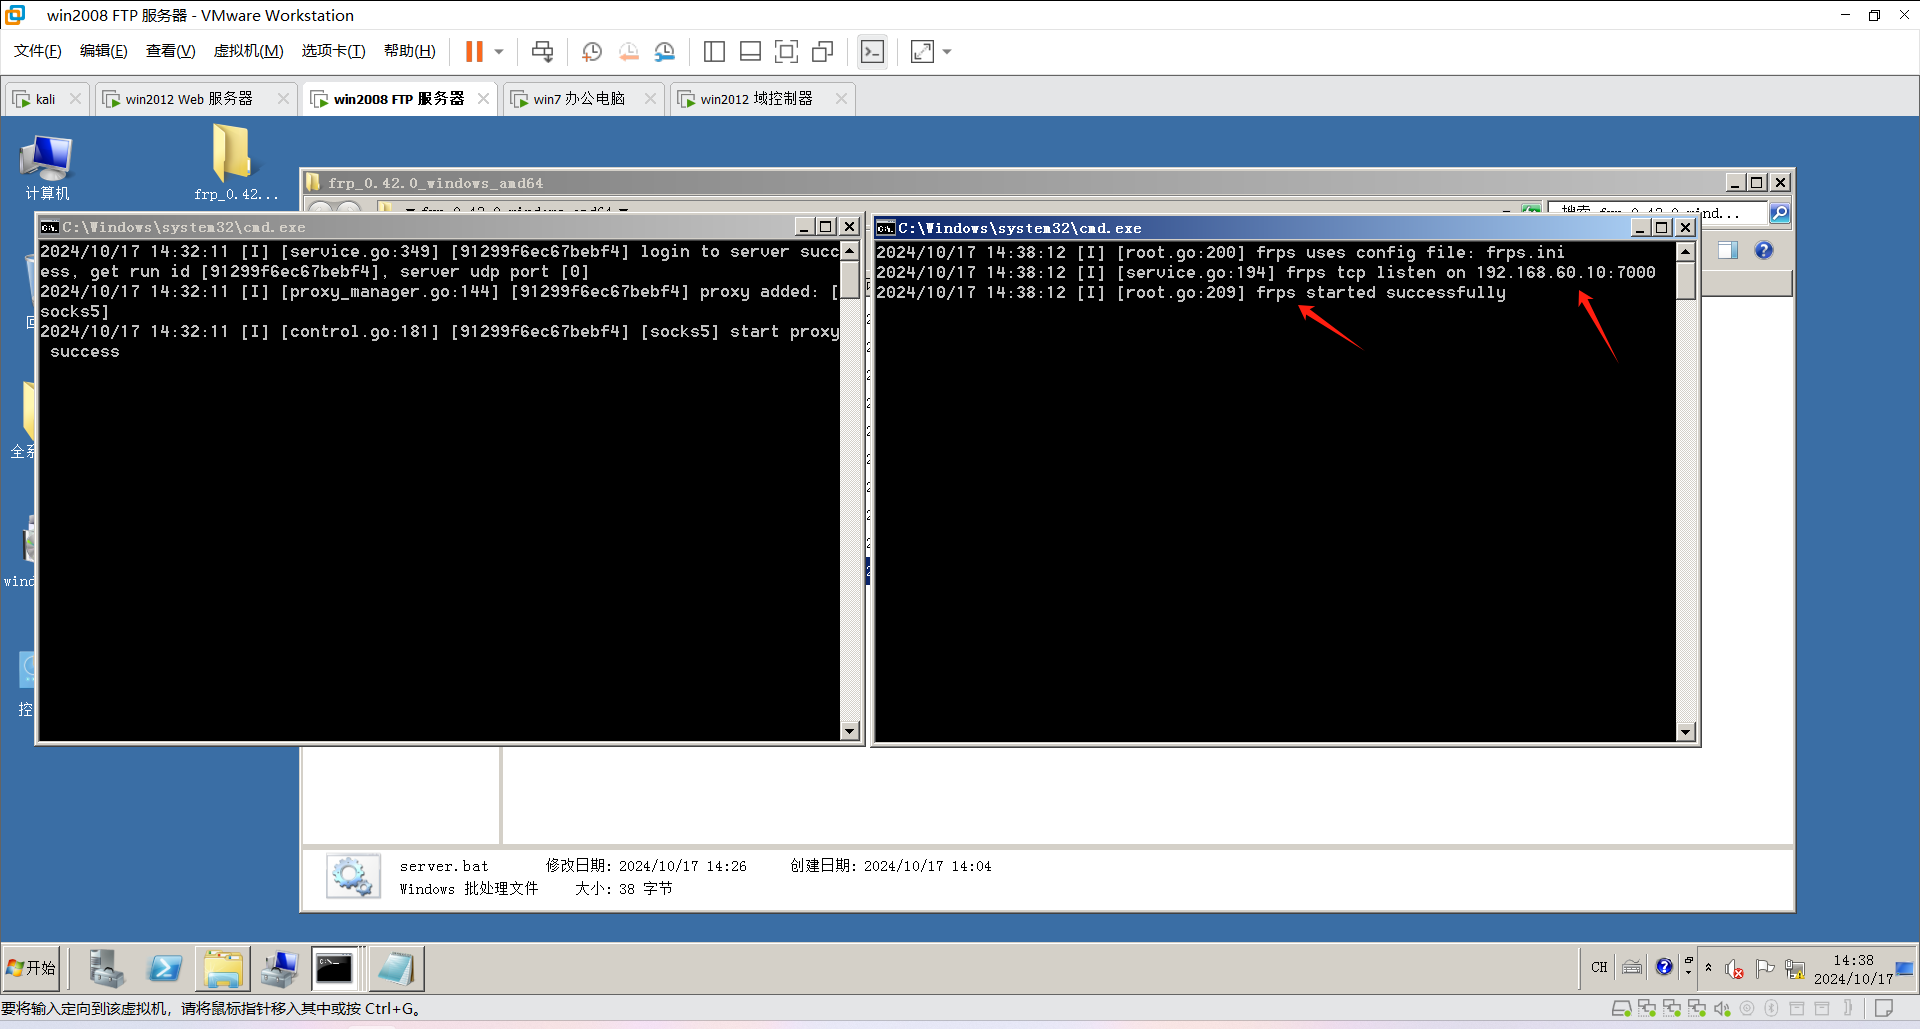 win2008 FTP 服务器 - VMware Workstation
文件(F) 编辑(E) 查看(V) 虚拟机(M) 选项卡(T) 帮助(H)
kali
win2012 Web 服务器
win2008 FTP 服务器
win7 办公电脑
win2012 域控制器
计算机
frp_0.42...
frp_0.42.0_windows_amd64
C:\Windows\system32\cmd.exe
2024/10/17 14:32:11 [I] [service.go:349] [91299f6ec67bebf4] login to server succ
ess, get run id [91299f6ec67bebf4], server udp port [0]
2024/10/17 14:32:11 [I] [proxy_manager.go:144] [91299f6ec67bebf4] proxy added: [
socks5]
2024/10/17 14:32:11 [I] [control.go:181] [91299f6ec67bebf4] [socks5] start proxy
success
C:\Windows\system32\cmd.exe
2024/10/17 14:38:12 [I] [root.go:200] frps uses config file: frps.ini
2024/10/17 14:38:12 [I] [service.go:194] frps tcp listen on 192.168.60.10:7000
2024/10/17 14:38:12 [I] [root.go:209] frps started successfully
全系
wind
控
server.bat 修改日期: 2024/10/17 14:26 创建日期: 2024/10/17 14:04
Windows 批处理文件 大小: 38 字节
开始
CH
14:38
2024/10/17
要将输入定向到该虚拟机，请将鼠标指针移入其中或按 Ctrl+G。